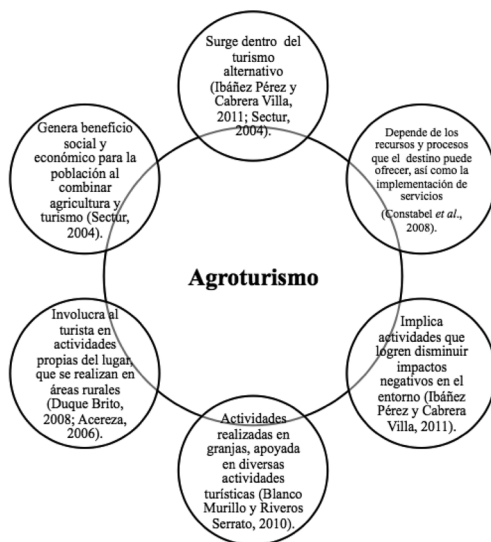 Surge dentro del
turismo
alternativo
(Ibáñez Pérez y
Cabrera Villa,
2011; Sectur,
2004).
Depende de los
recursos y procesos
que el destino puede
ofrecer, así como la
implementación de
servicios
(Constabel et al.,
2008).
Implica
actividades que
logren disminuir
impactos
negativos en el
entorno (Ibáñez
Pérez y Cabrera
Villa, 2011).
Actividades
realizadas en
granjas, apoyada
en diversas
actividades
turísticas (Blanco
Murillo y Riveros
Serrato, 2010).
Involucra al
turista en
actividades
propias del lugar,
que se realizan en
áreas rurales
(Duque Brito,
2008; Acereza,
2006).
Genera beneficio
social y
económico para la
población al
combinar
agricultura y
turismo (Sectur,
2004).
Agroturismo